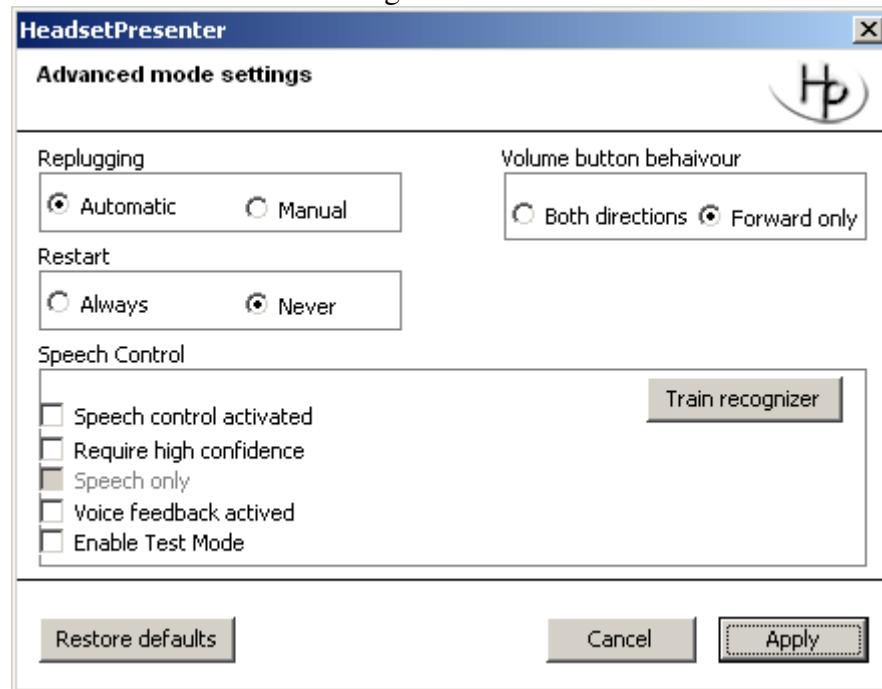 HeadsetPresenter
Advanced mode settings
Hp
Replugging
Automatic Manual
Volume button behaivour
Both directions Forward only
Restart
Always Never
Speech Control
Train recognizer
Speech control activated
Require high confidence
Speech only
Voice feedback actived
Enable Test Mode
Restore defaults Cancel Apply